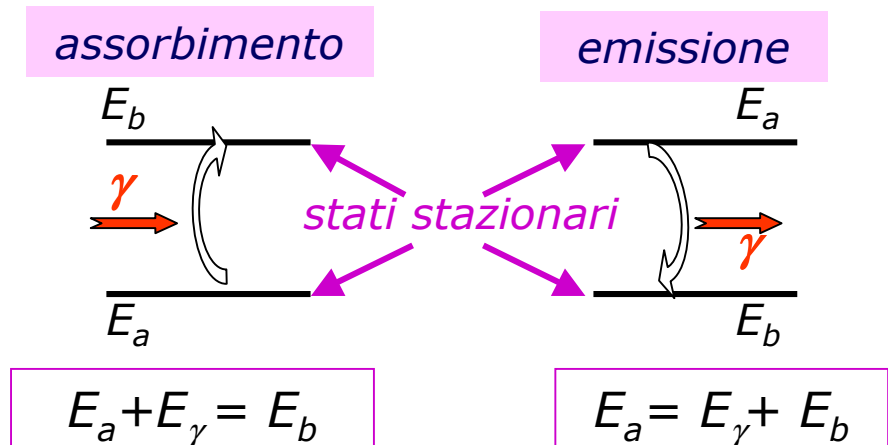 assorbimento
emissione
E_b
E_a
γ
stati stazionari
γ
E_a
E_b
E_a+E_γ = E_b
E_a = E_γ+ E_b